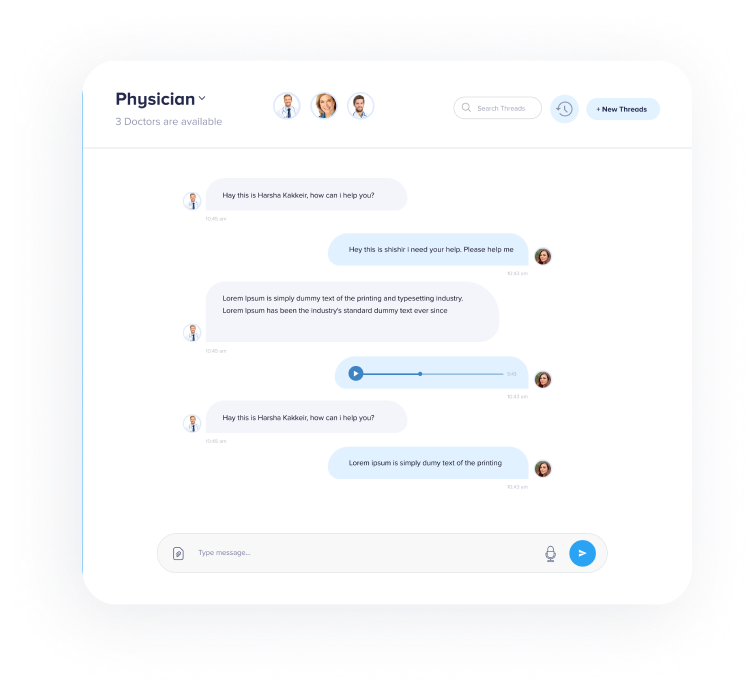 Physician
3 Doctors are available
Search Threads
+ New Threads
Hay this is Harsha Kakkeir, how can i help you?
10:45 am
Hey this is shishir i need your help. Please help me
10:43 am
Lorem Ipsum is simply dummy text of the printing and typesetting industry.
Lorem Ipsum has been the industry's standard dummy text ever since
10:45 am
10:43 am
Hay this is Harsha Kakkeir, how can i help you?
10:45 am
Lorem ipsum is simply dumy text of the printing
10:43 am
Type message...